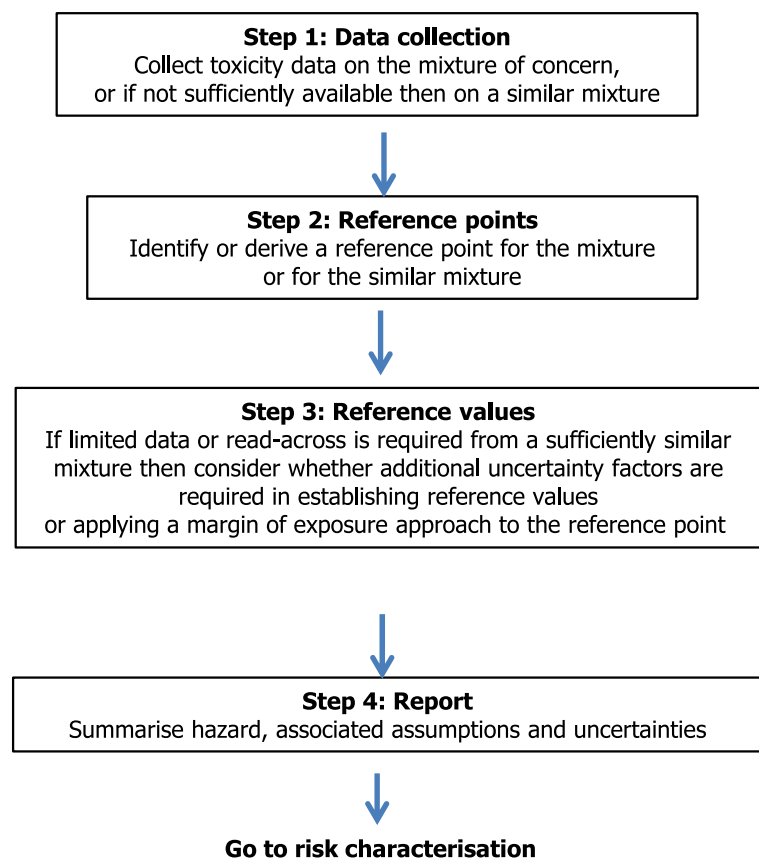 Step 1: Data collection
Collect toxicity data on the mixture of concern,
or if not sufficiently available then on a similar mixture
Step 2: Reference points
Identify or derive a reference point for the mixture
or for the similar mixture
Step 3: Reference values
If limited data or read-across is required from a sufficiently similar
mixture then consider whether additional uncertainty factors are
required in establishing reference values
or applying a margin of exposure approach to the reference point
Step 4: Report
Summarise hazard, associated assumptions and uncertainties
Go to risk characterisation